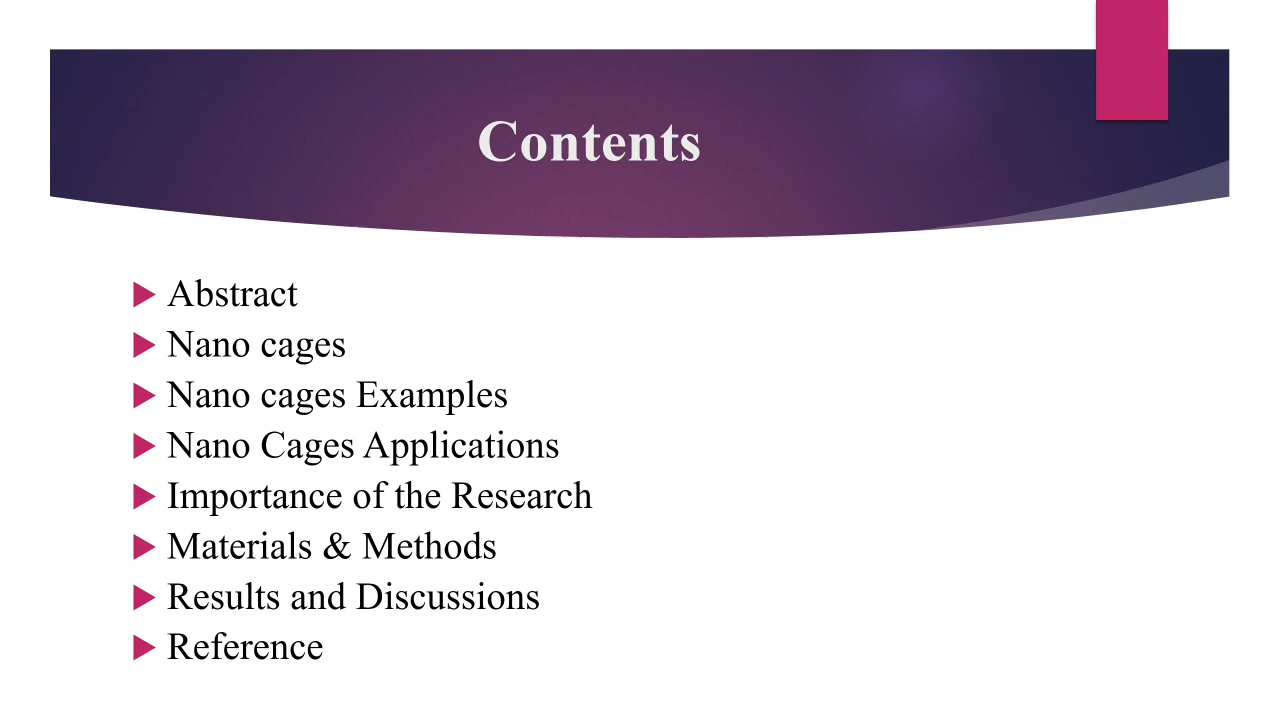 Contents
Abstract
Nano cages
Nano cages Examples
Nano Cages Applications
Importance of the Research
Materials & Methods
Results and Discussions
Reference